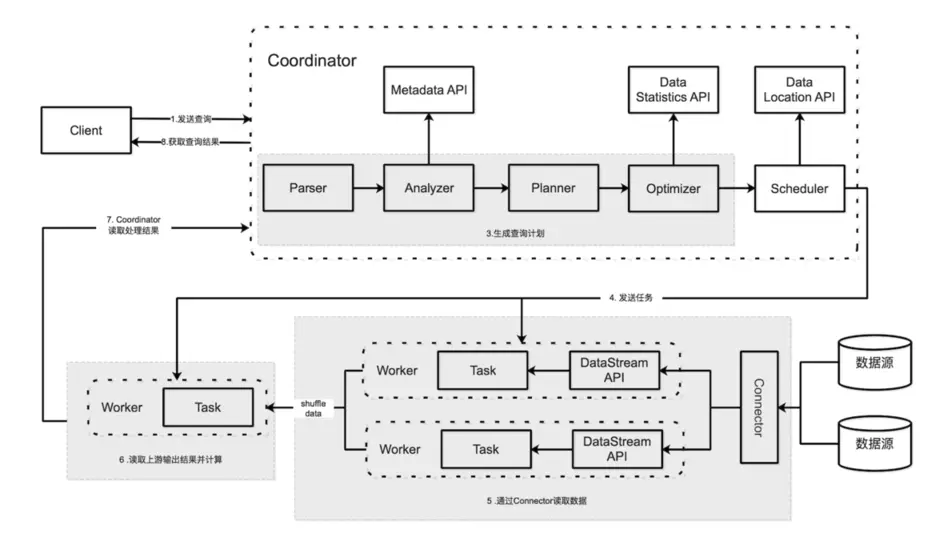 Coordinator
Metadata API
Data
Statistics API
Data
Location API
Client
1.发送查询
8.获取查询结果
Parser
Analyzer
Planner
Optimizer
Scheduler
3.生成查询计划
7. Coordinator
读取处理结果
4. 发送任务
Worker
Task
DataStream
API
Connector
数据源
Worker
Task
shuffle
data
Worker
Task
DataStream
API
数据源
6 .读取上游输出结果并计算
5 .通过Connector读取数据